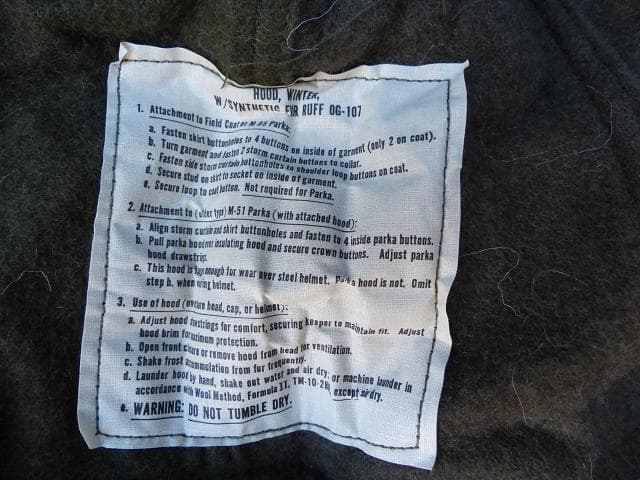 HOOD, WINTER,
W/SYNTHETIC FUR RUFF OG-107
1. Attachment to Field Coat or M-65 Parka:
a. Fasten skirt buttonholes to 4 buttons on inside of garment (only 2 on coat).
b. Turn garment and fasten 2 storm curtain buttons to collar.
c. Fasten side storm curtain buttonholes to shoulder loop buttons on coat.
d. Secure stud on skirt to socket on inside of garment.
e. Secure loop to button. Not required for Parka.
2. Attachment to (older type) M-51 Parka (with attached hood):
a. Align storm curtain and skirt buttonholes and fasten to 4 inside parka buttons.
b. Pull parka hood over insulating hood and secure crown buttons. Adjust parka
hood drawstring.
c. This hood is large enough for wear over steel helmet. Parka hood is not. Omit
step b. when helmet.
3. Use of hood (over bare head, cap, or helmet):
a. Adjust hood drawstrings for comfort, securing keeper to maintain fit. Adjust
hood brim for maximum protection.
b. Open front closure or remove hood from head for ventilation.
c. Shake frost accumulation from fur frequently.
d. Launder hood by hand, shake out water and air dry; or machine launder in
accordance with Wool Method, Formula II, except air dry.
e. WARNING: DO NOT TUMBLE DRY.